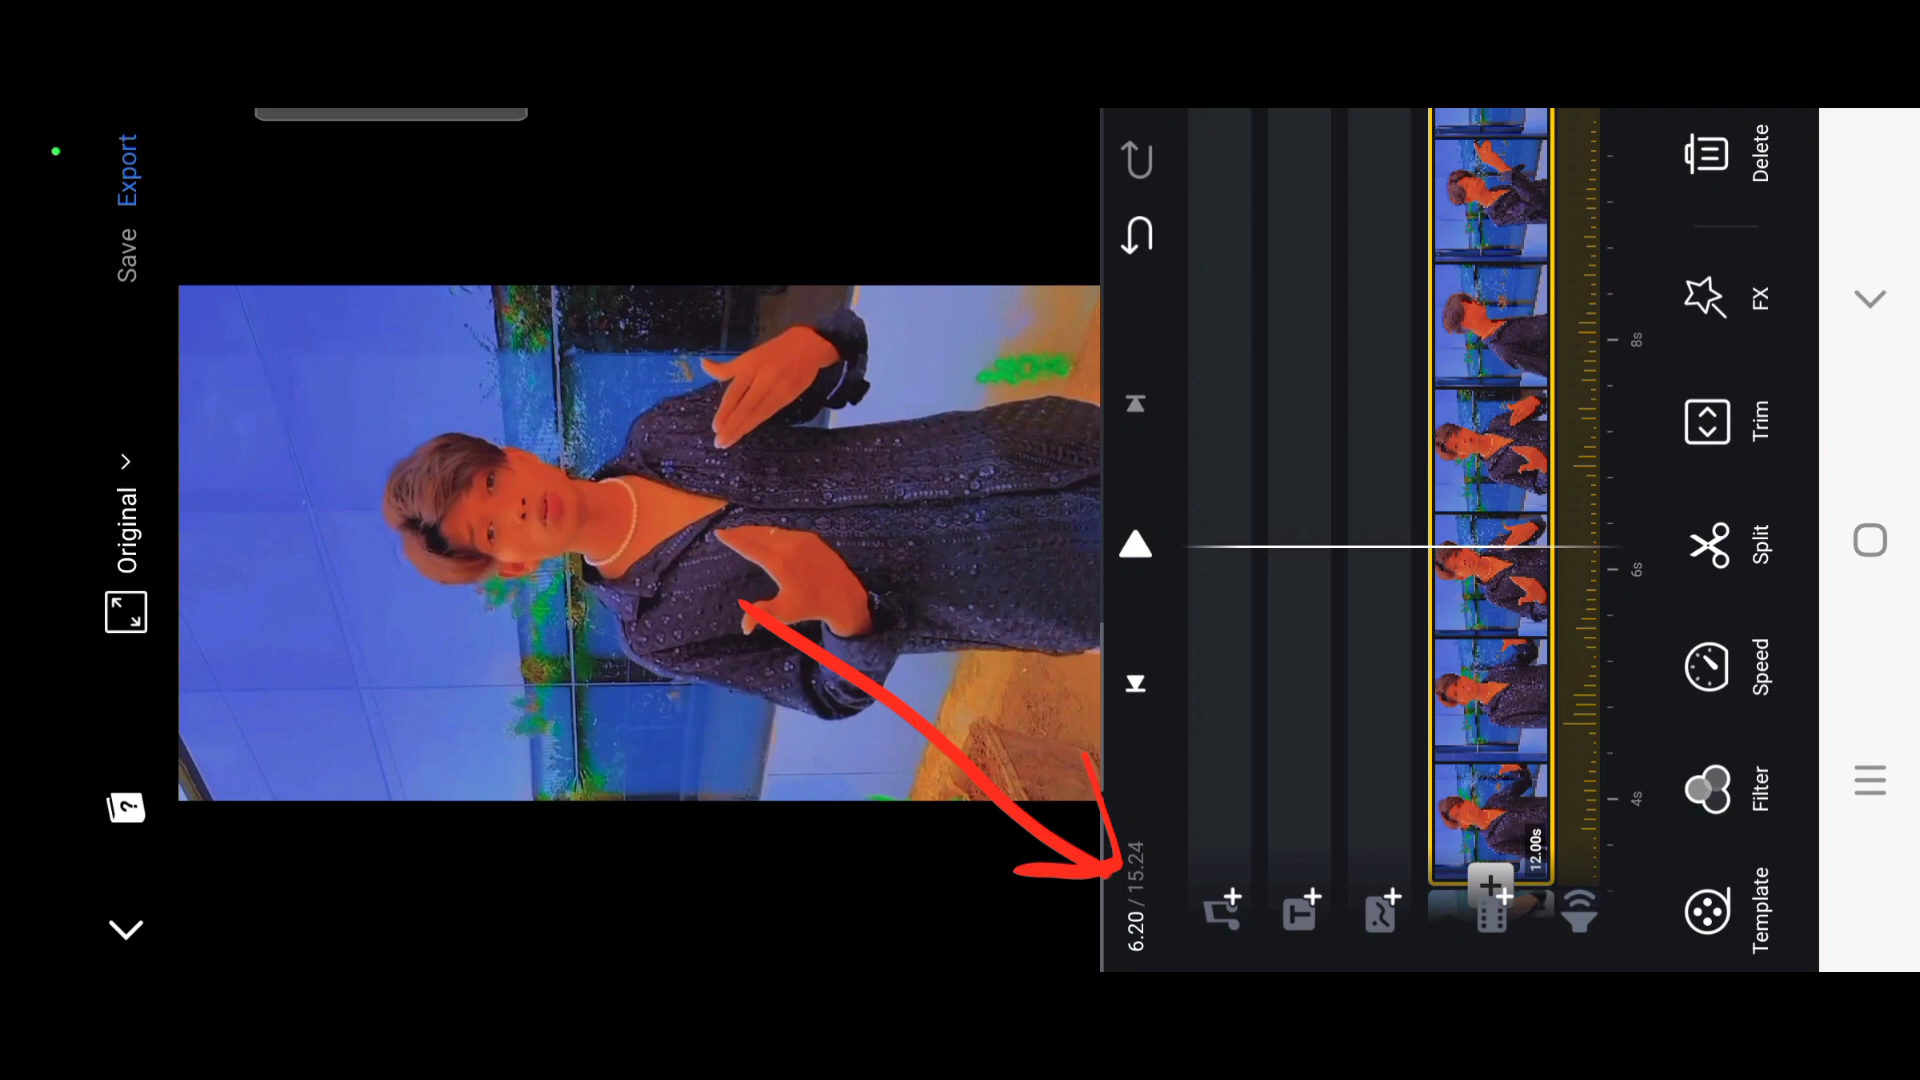 Original
Save Export
6.20 / 15.24
12.00s
4s 6s 8s
Template Filter Speed Split Trim FX Delete